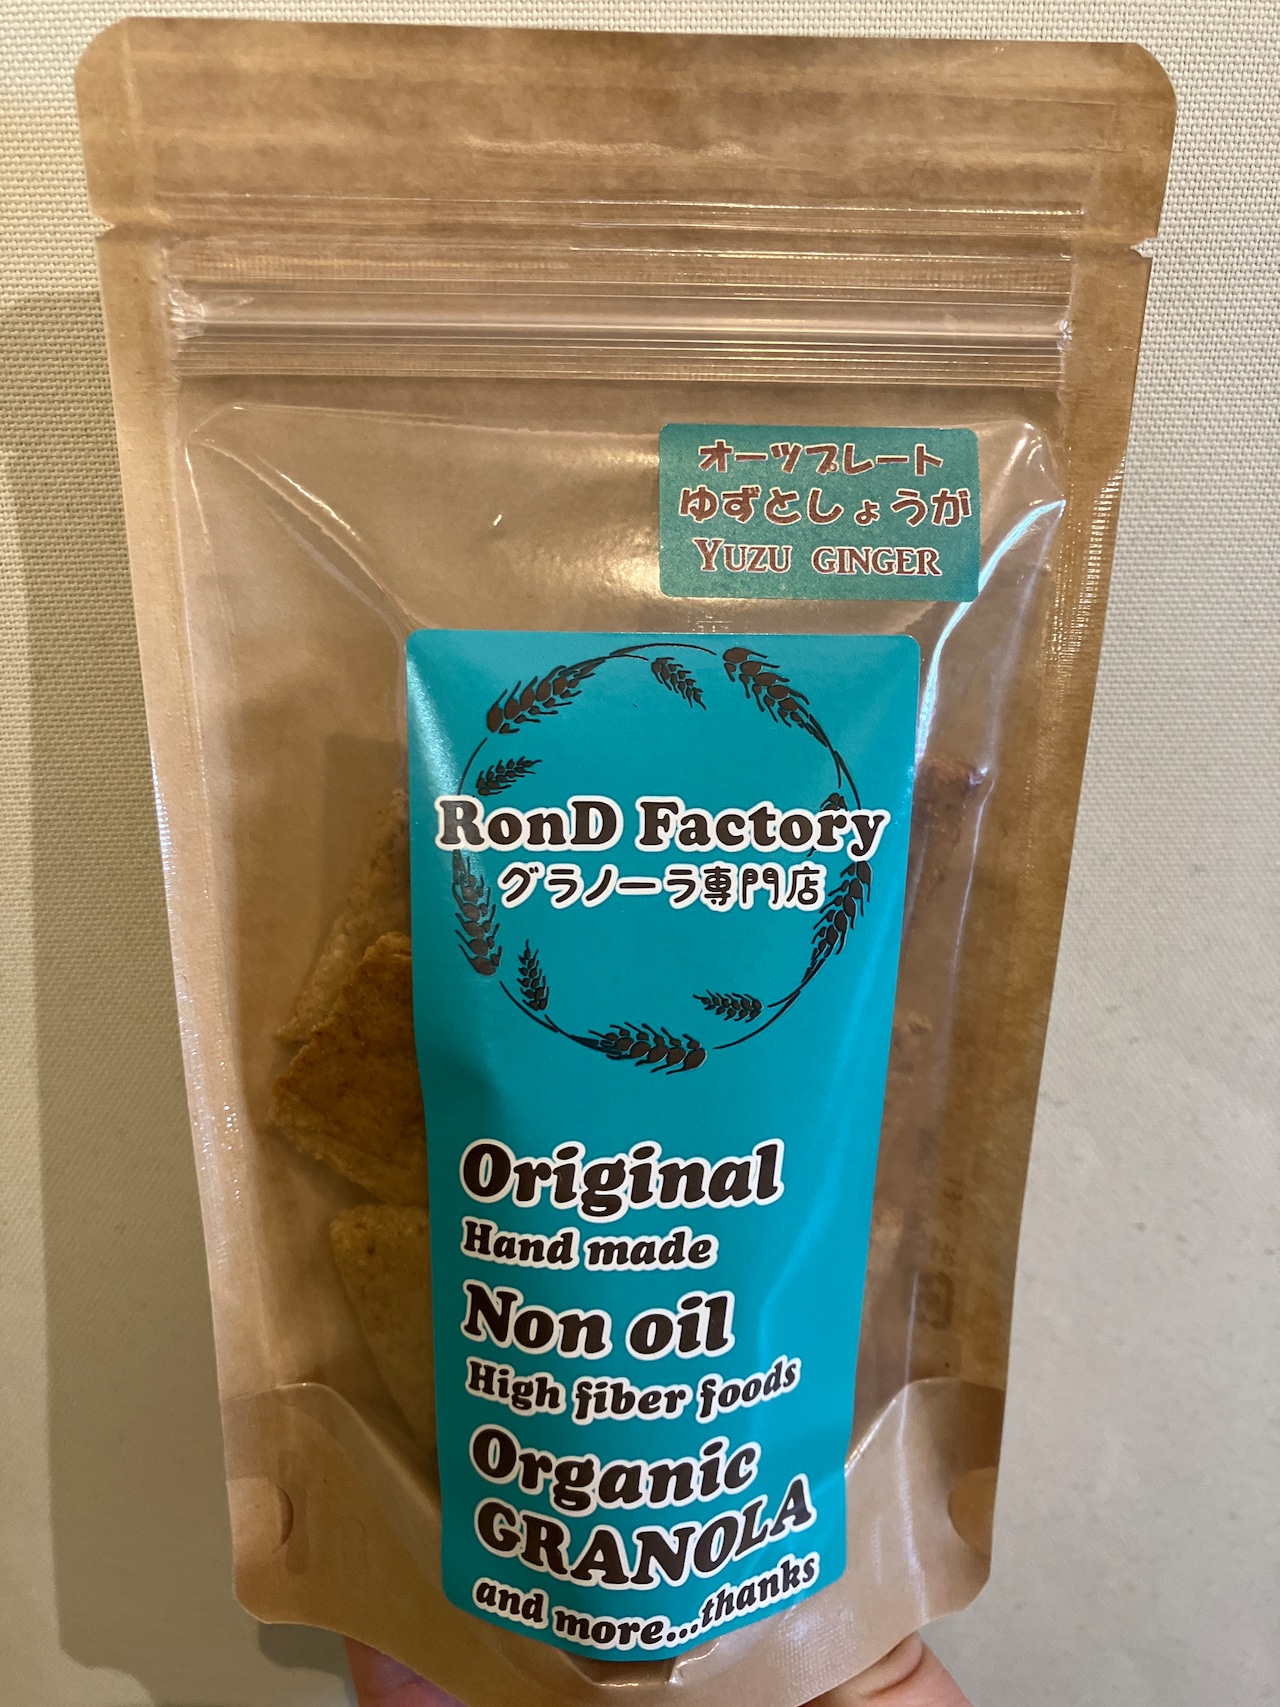 オーツプレート
ゆずとしょうが
YUZU GINGER
RonD Factory
グラノーラ専門店
Original
Hand made
Non oil
High fiber foods
Organic
GRANOLA
and more...thanks